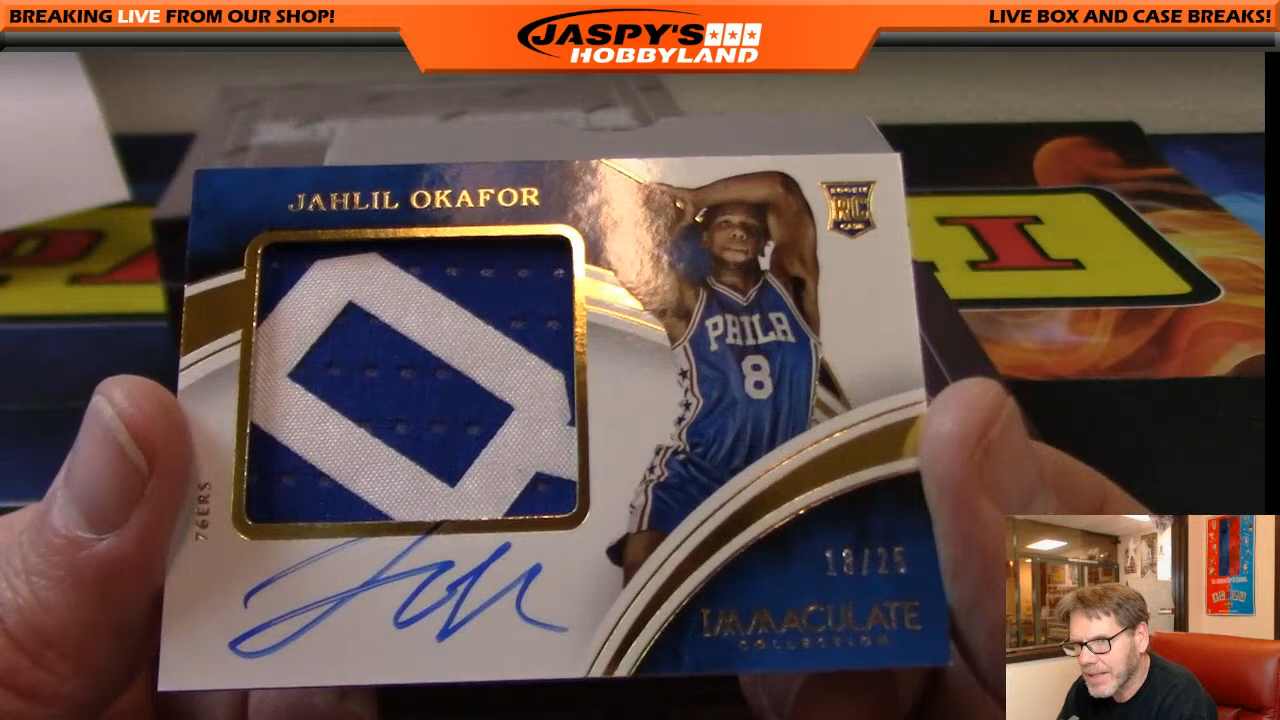 BREAKING LIVE FROM OUR SHOP!
JASPY'S
HOBBYLAND
LIVE BOX AND CASE BREAKS!
JAHLIL OKAFOR
ROOKIE
RC
CARD
PHILA
8
76ERS
18/25
IMMACULATE
COLLECTION